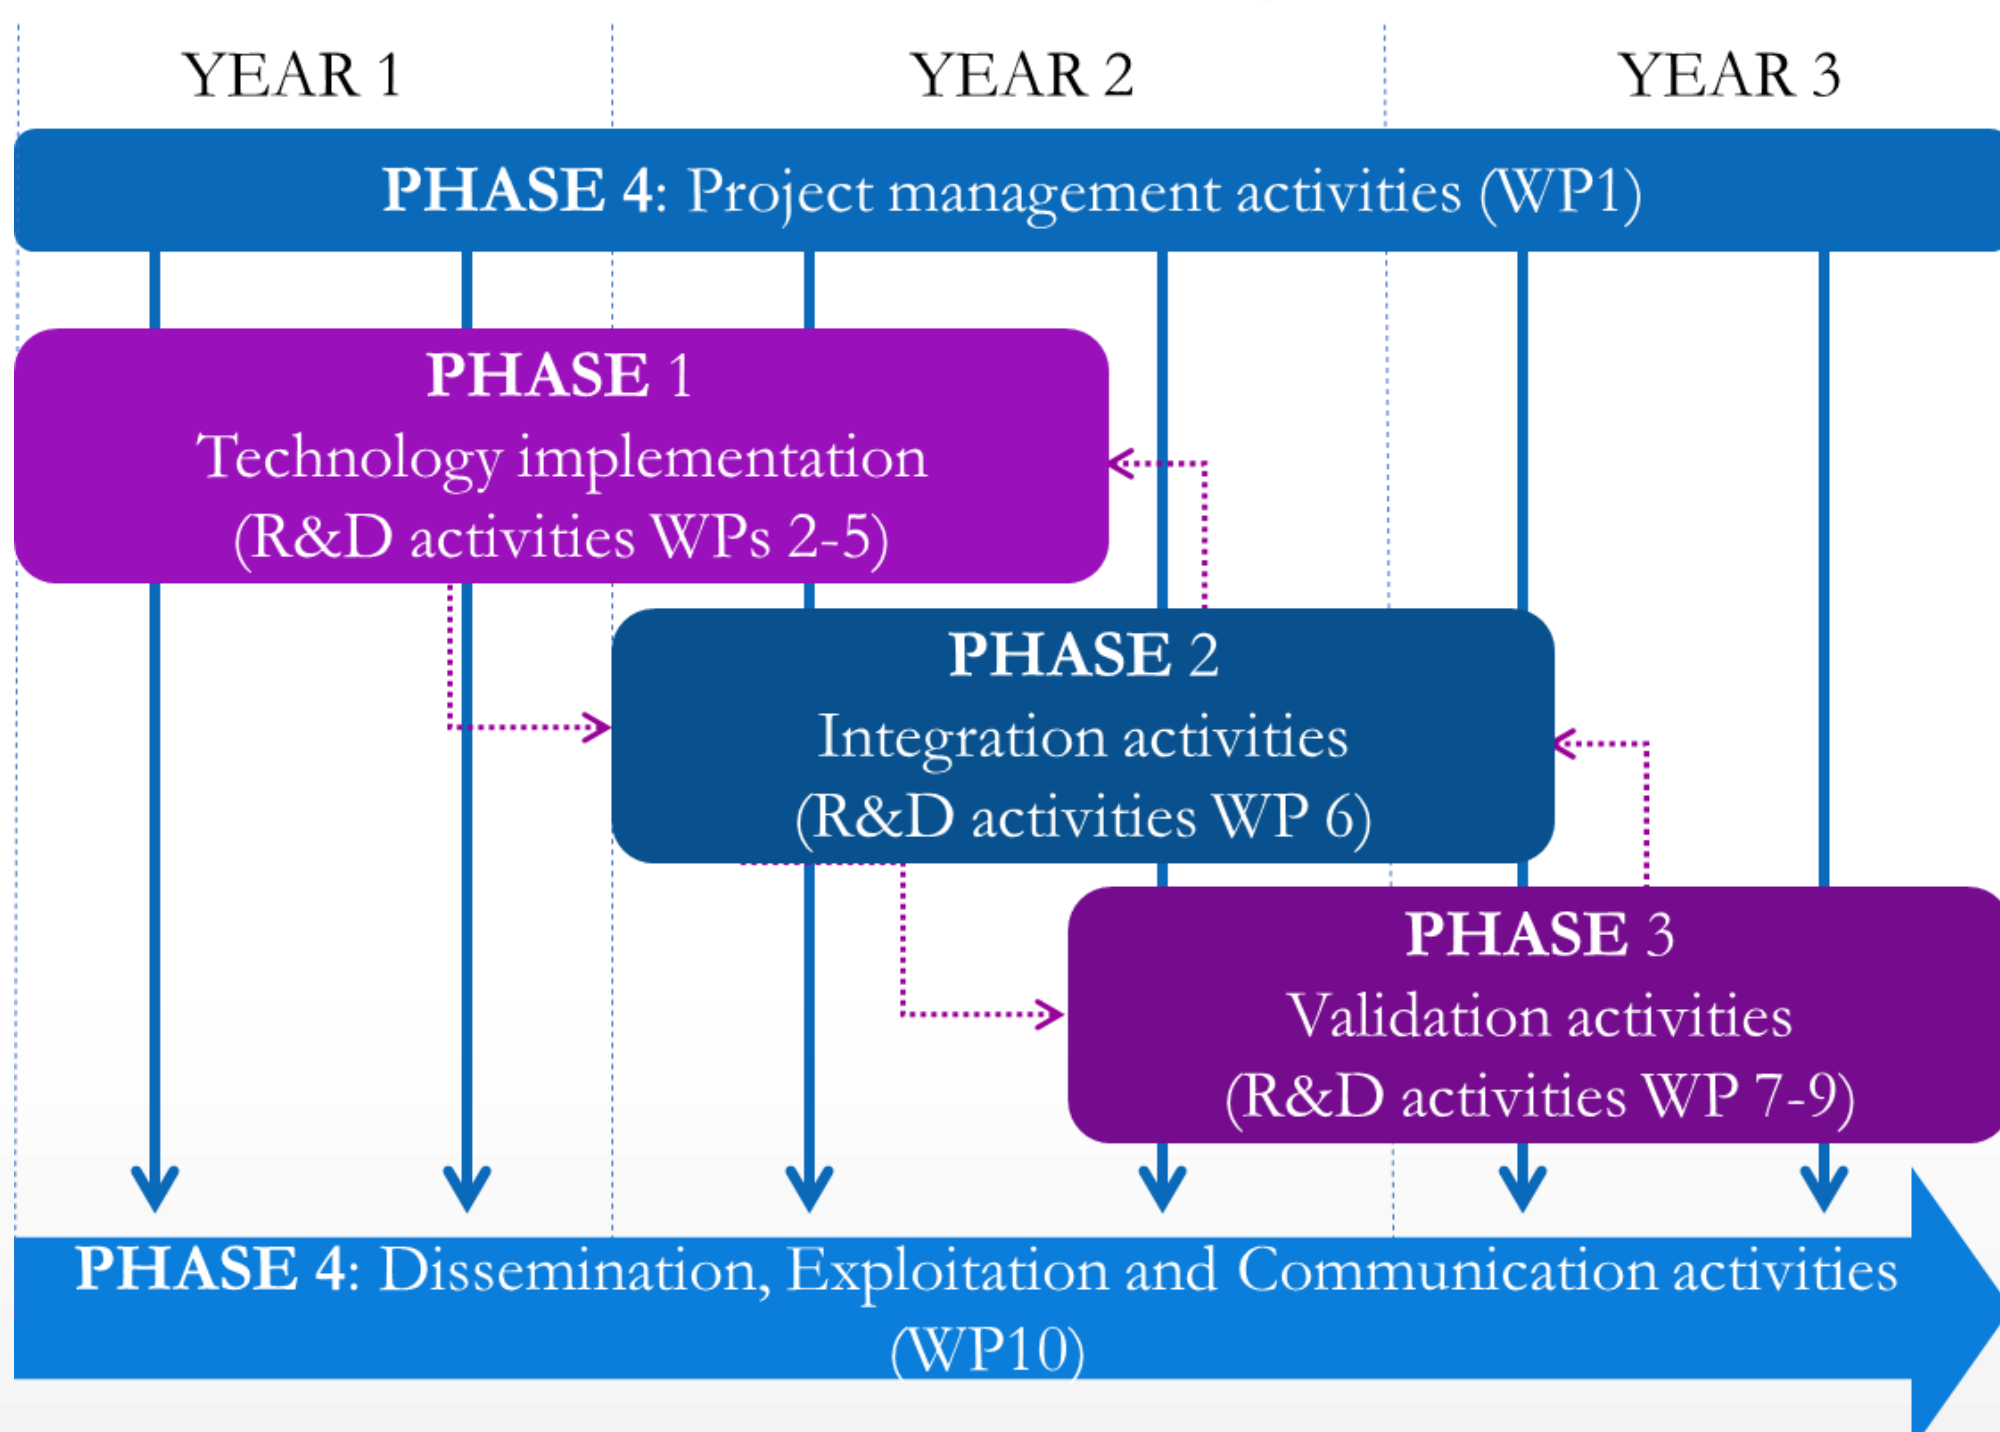 YEAR 1
YEAR 2
YEAR 3
PHASE 4: Project management activities (WP1)
PHASE 1
Technology implementation
(R&D activities WPs 2-5)
PHASE 2
Integration activities
(R&D activities WP 6)
PHASE 3
Validation activities
(R&D activities WP 7-9)
PHASE 4: Dissemination, Exploitation and Communication activities
(WP10)